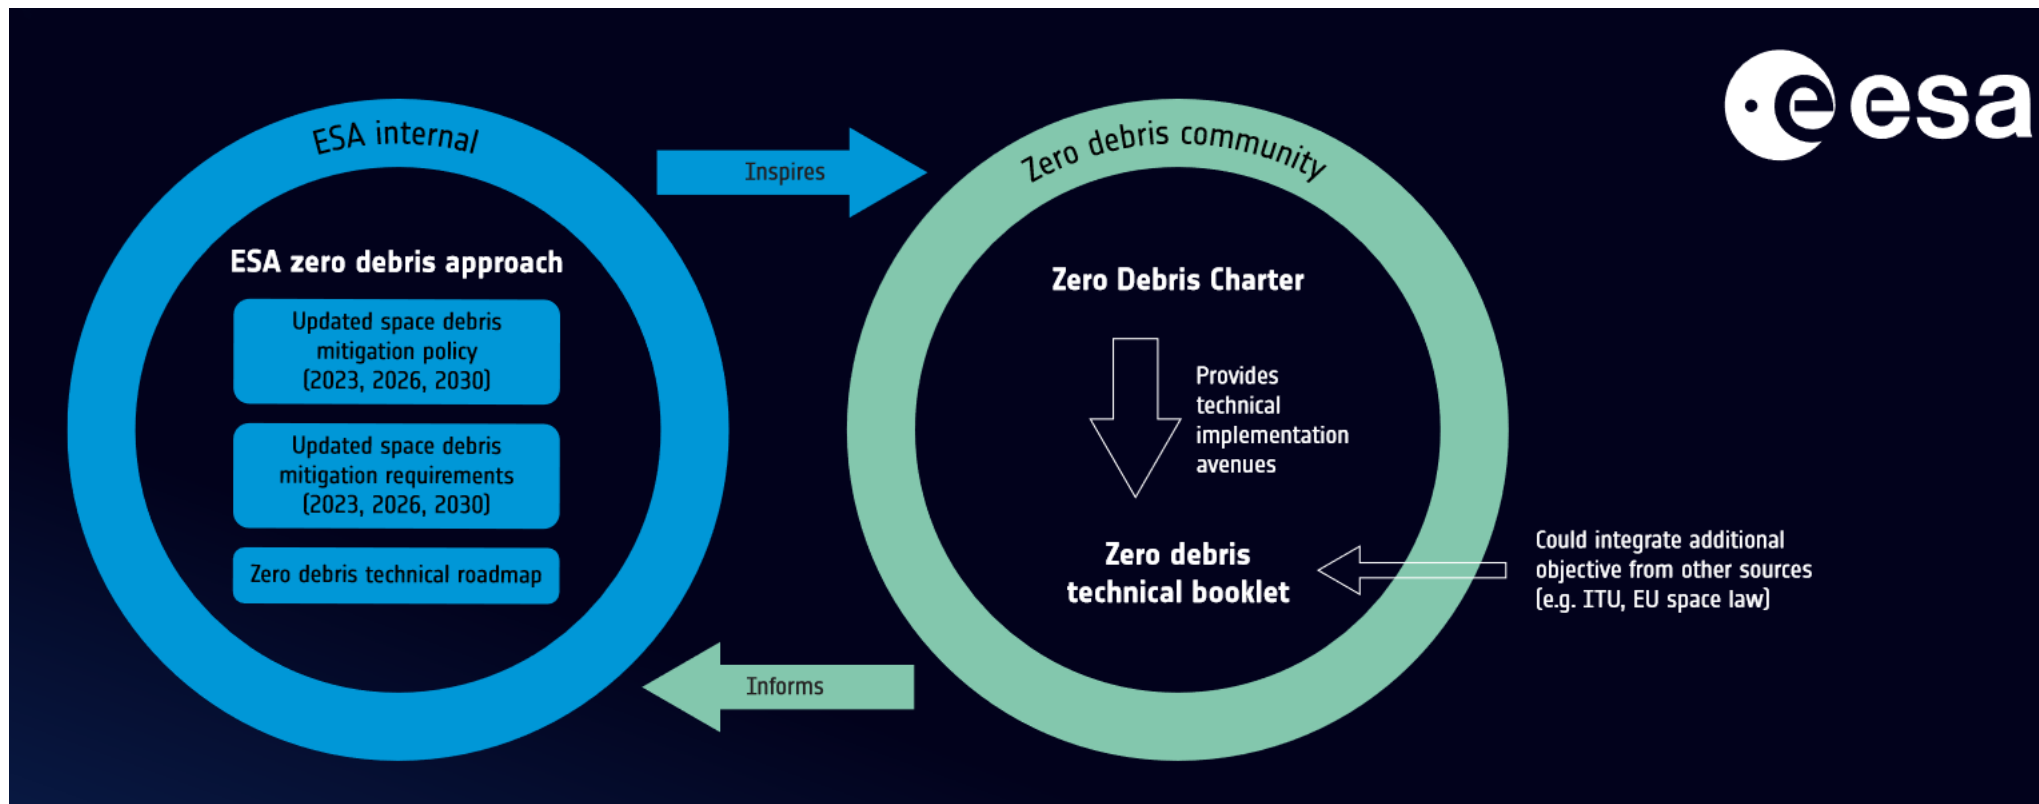 esa
ESA internal
Inspires
Zero debris community
ESA zero debris approach
Updated space debris
mitigation policy
(2023, 2026, 2030)
Updated space debris
mitigation requirements
(2023, 2026, 2030)
Zero debris technical roadmap
Zero Debris Charter
Provides
technical
implementation
avenues
Zero debris
technical booklet
Could integrate additional
objective from other sources
(e.g. ITU, EU space law)
Informs